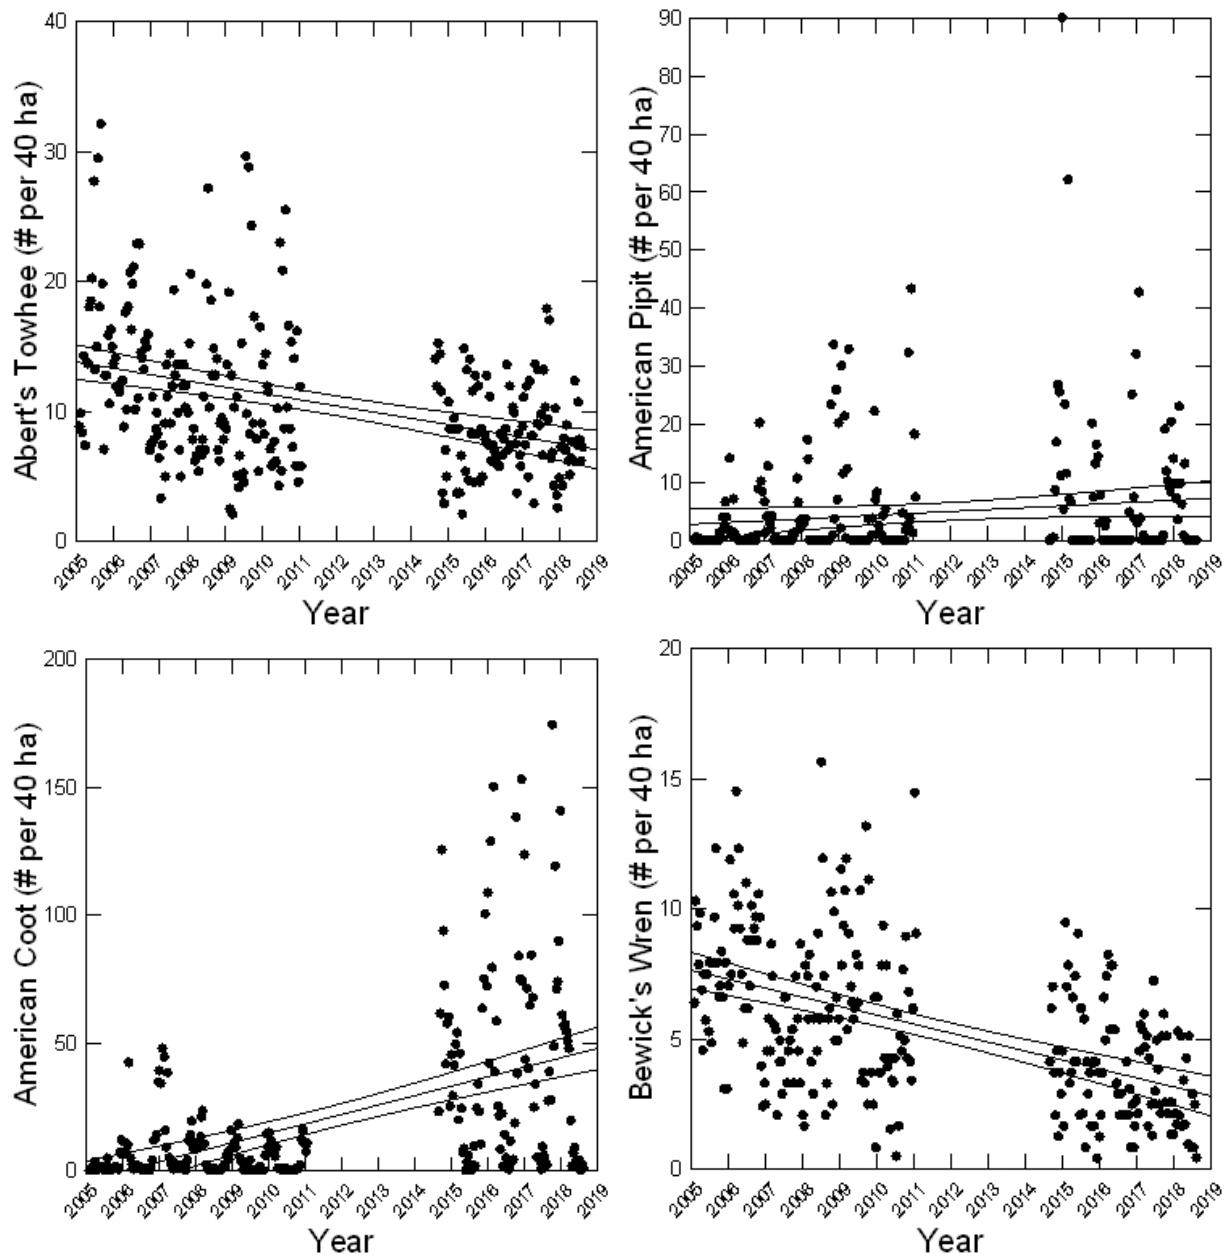 Abert's Towhee (# per 40 ha)
40
30
20
10
0
2005 2006 2007 2008 2009 2010 2011 2012 2013 2014 2015 2016 2017 2018 2019
Year
American Pipit (# per 40 ha)
90
80
70
60
50
40
30
20
10
0
2005 2006 2007 2008 2009 2010 2011 2012 2013 2014 2015 2016 2017 2018 2019
Year
American Coot (# per 40 ha)
200
150
100
50
0
2005 2006 2007 2008 2009 2010 2011 2012 2013 2014 2015 2016 2017 2018 2019
Year
Bewick's Wren (# per 40 ha)
20
15
10
5
0
2005 2006 2007 2008 2009 2010 2011 2012 2013 2014 2015 2016 2017 2018 2019
Year